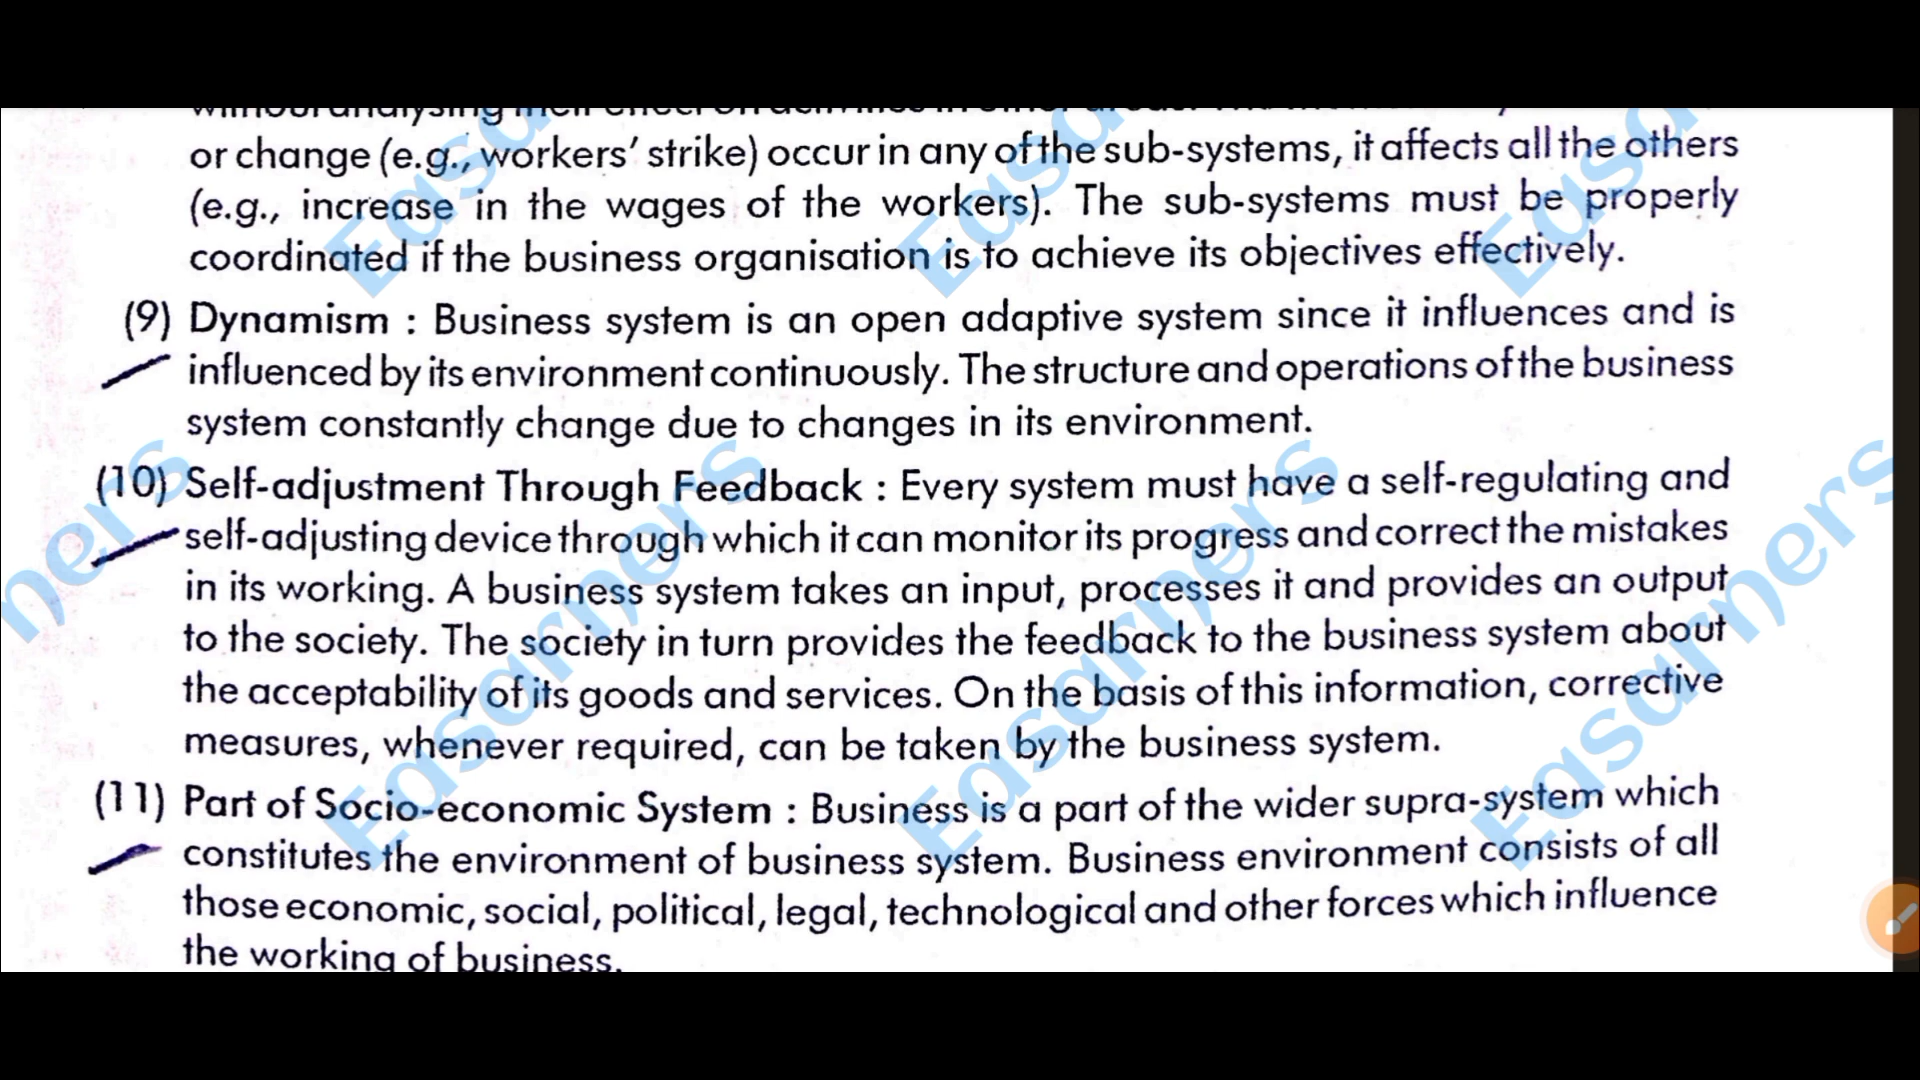 or change (e.g., workers' strike) occur in any of the sub-systems, it affects all the others
(e.g., increase in the wages of the workers). The sub-systems must be properly
coordinated if the business organisation is to achieve its objectives effectively.
(9) Dynamism : Business system is an open adaptive system since it influences and is
influenced by its environment continuously. The structure and operations of the business
system constantly change due to changes in its environment.
(10) Self-adjustment Through Feedback : Every system must have a self-regulating and
self-adjusting device through which it can monitor its progress and correct the mistakes
in its working. A business system takes an input, processes it and provides an output
to the society. The society in turn provides the feedback to the business system about
the acceptability of its goods and services. On the basis of this information, corrective
measures, whenever required, can be taken by the business system.
(11) Part of Socio-economic System : Business is a part of the wider supra-system which
constitutes the environment of business system. Business environment consists of all
those economic, social, political, legal, technological and other forces which influence
the working of business.
Easarners
Easarners
Easarners